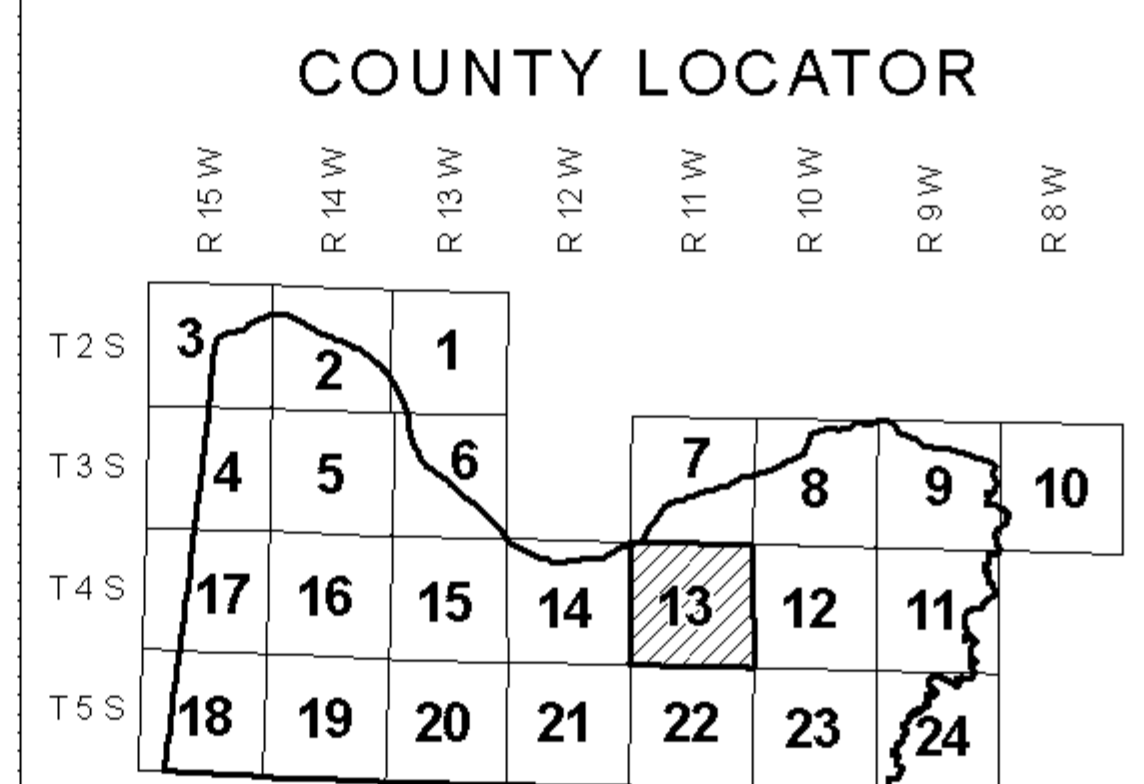 COUNTY LOCATOR
R 15 W R 14 W R 13 W R 12 W R 11 W R 10 W R 9 W R 8 W
T 2 S 3 2 1
T 3 S 4 5 6 7 8 9 10
T 4 S 17 16 15 14 13 12 11
T 5 S 18 19 20 21 22 23 24